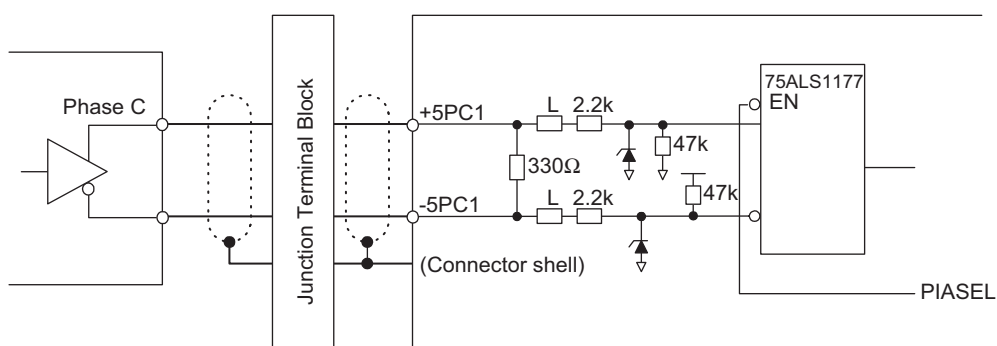 Phase C
Junction Terminal Block
+5PC1
L 2.2k
47k
330Ω
47k
-5PC1
L 2.2k
(Connector shell)
75ALS1177
EN
PIASEL